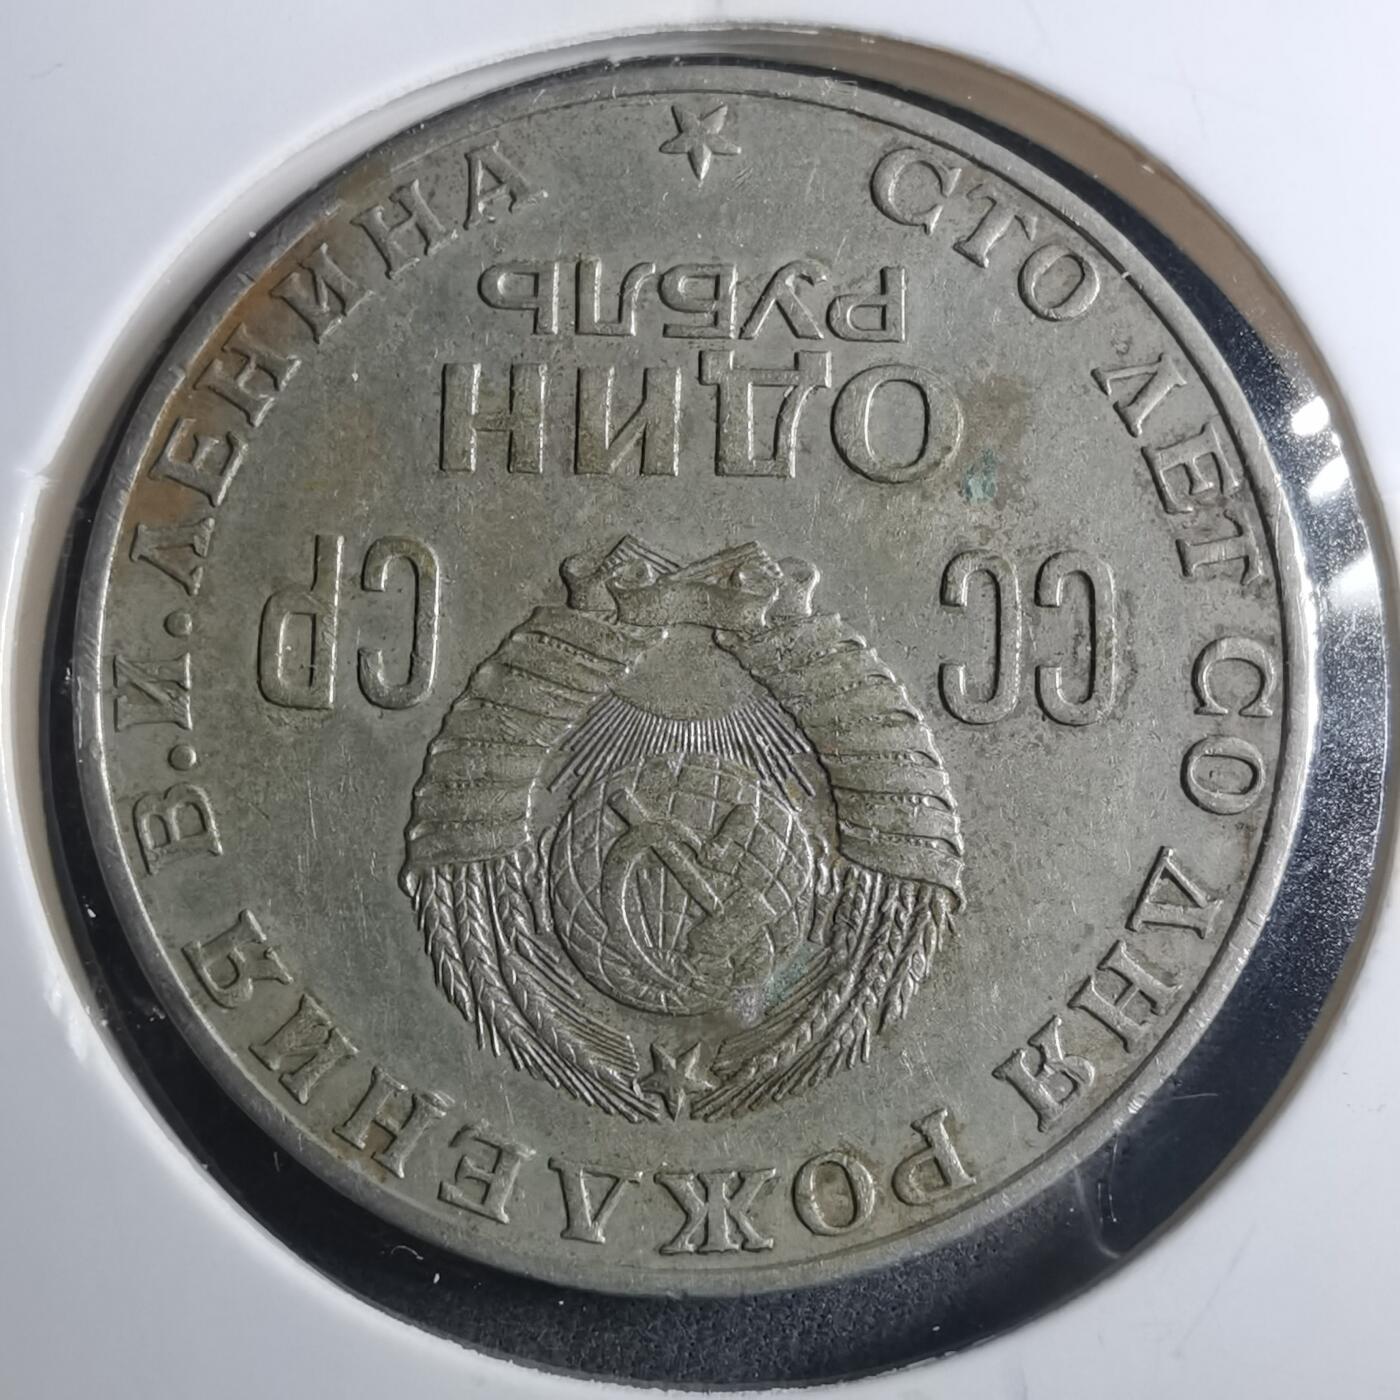 СТО ЛЕТ СО ДНЯ РОЖДЕНИЯ В.И.ЛЕНИНА
СС СР
ОДИН
РУБЛЬ